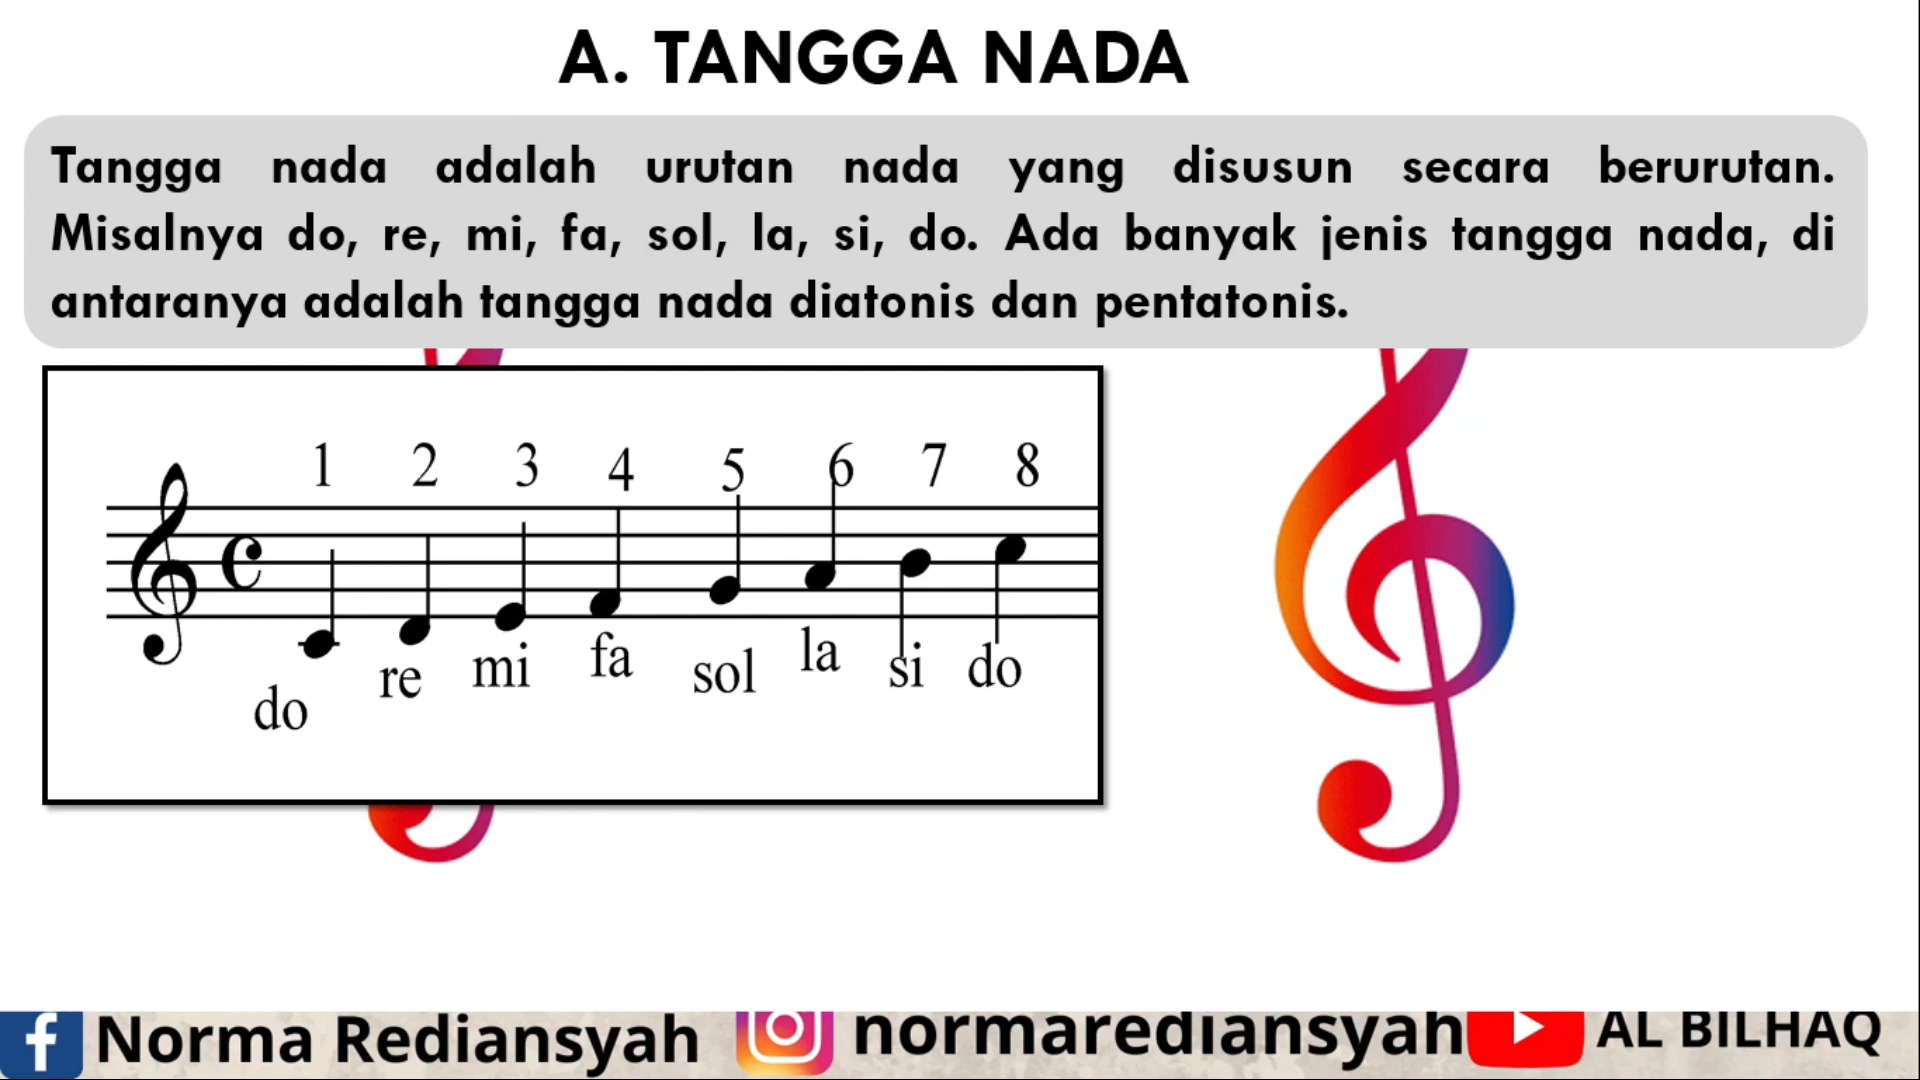 A. TANGGA NADA
Tangga nada adalah urutan nada yang disusun secara berurutan.
Misalnya do, re, mi, fa, sol, la, si, do. Ada banyak jenis tangga nada, di
antaranya adalah tangga nada diatonis dan pentatonis.
1 2 3 4 5 6 7 8
do re mi fa sol la si do
Norma Rediansyah normarediansyah AL BILHAQ